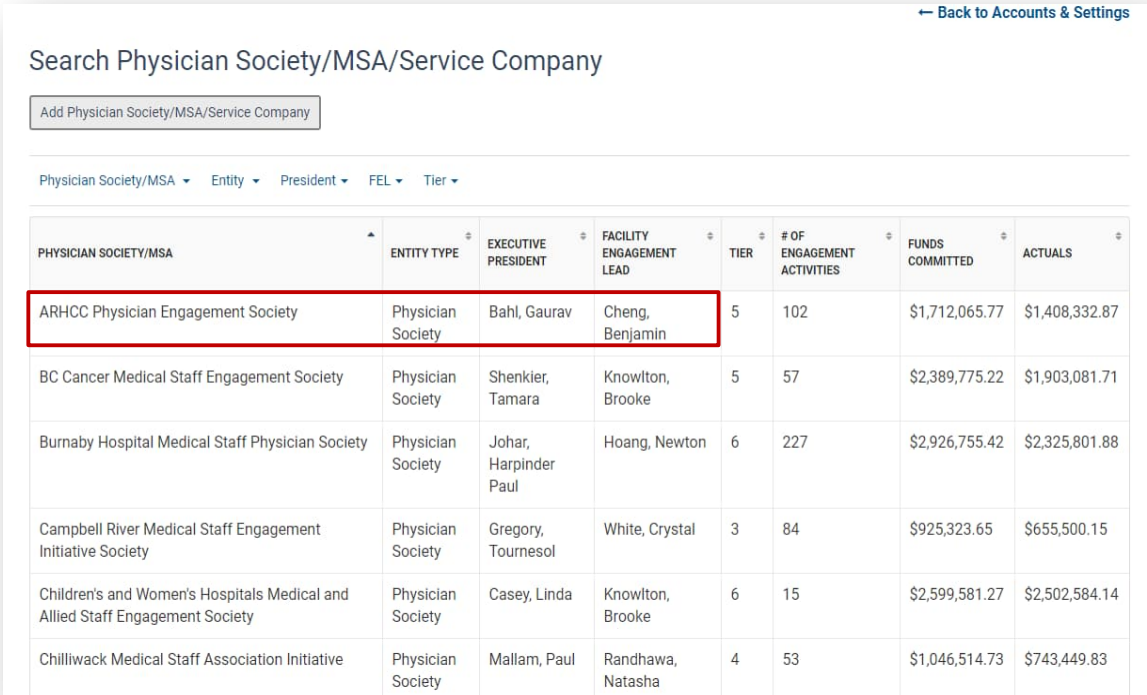 ← Back to Accounts & Settings
Search Physician Society/MSA/Service Company
Add Physician Society/MSA/Service Company
Physician Society/MSA Entity President FEL Tier
PHYSICIAN SOCIETY/MSA
ENTITY TYPE
EXECUTIVE
PRESIDENT
FACILITY
ENGAGEMENT
LEAD
TIER
# OF
ENGAGEMENT
ACTIVITIES
FUNDS
COMMITTED
ACTUALS
ARHCC Physician Engagement Society
Physician
Society
Bahl, Gaurav
Cheng,
Benjamin
5
102
$1,712,065.77
$1,408,332.87
BC Cancer Medical Staff Engagement Society
Physician
Society
Shenkier,
Tamara
Knowlton,
Brooke
5
57
$2,389,775.22
$1,903,081.71
Burnaby Hospital Medical Staff Physician Society
Physician
Society
Johar,
Harpinder
Paul
Hoang, Newton
6
227
$2,926,755.42
$2,325,801.88
Campbell River Medical Staff Engagement
Initiative Society
Physician
Society
Gregory,
Tournesol
White, Crystal
3
84
$925,323.65
$655,500.15
Children's and Women's Hospitals Medical and
Allied Staff Engagement Society
Physician
Society
Casey, Linda
Knowlton,
Brooke
6
15
$2,599,581.27
$2,502,584.14
Chilliwack Medical Staff Association Initiative
Physician
Society
Mallam, Paul
Randhawa,
Natasha
4
53
$1,046,514.73
$743,449.83